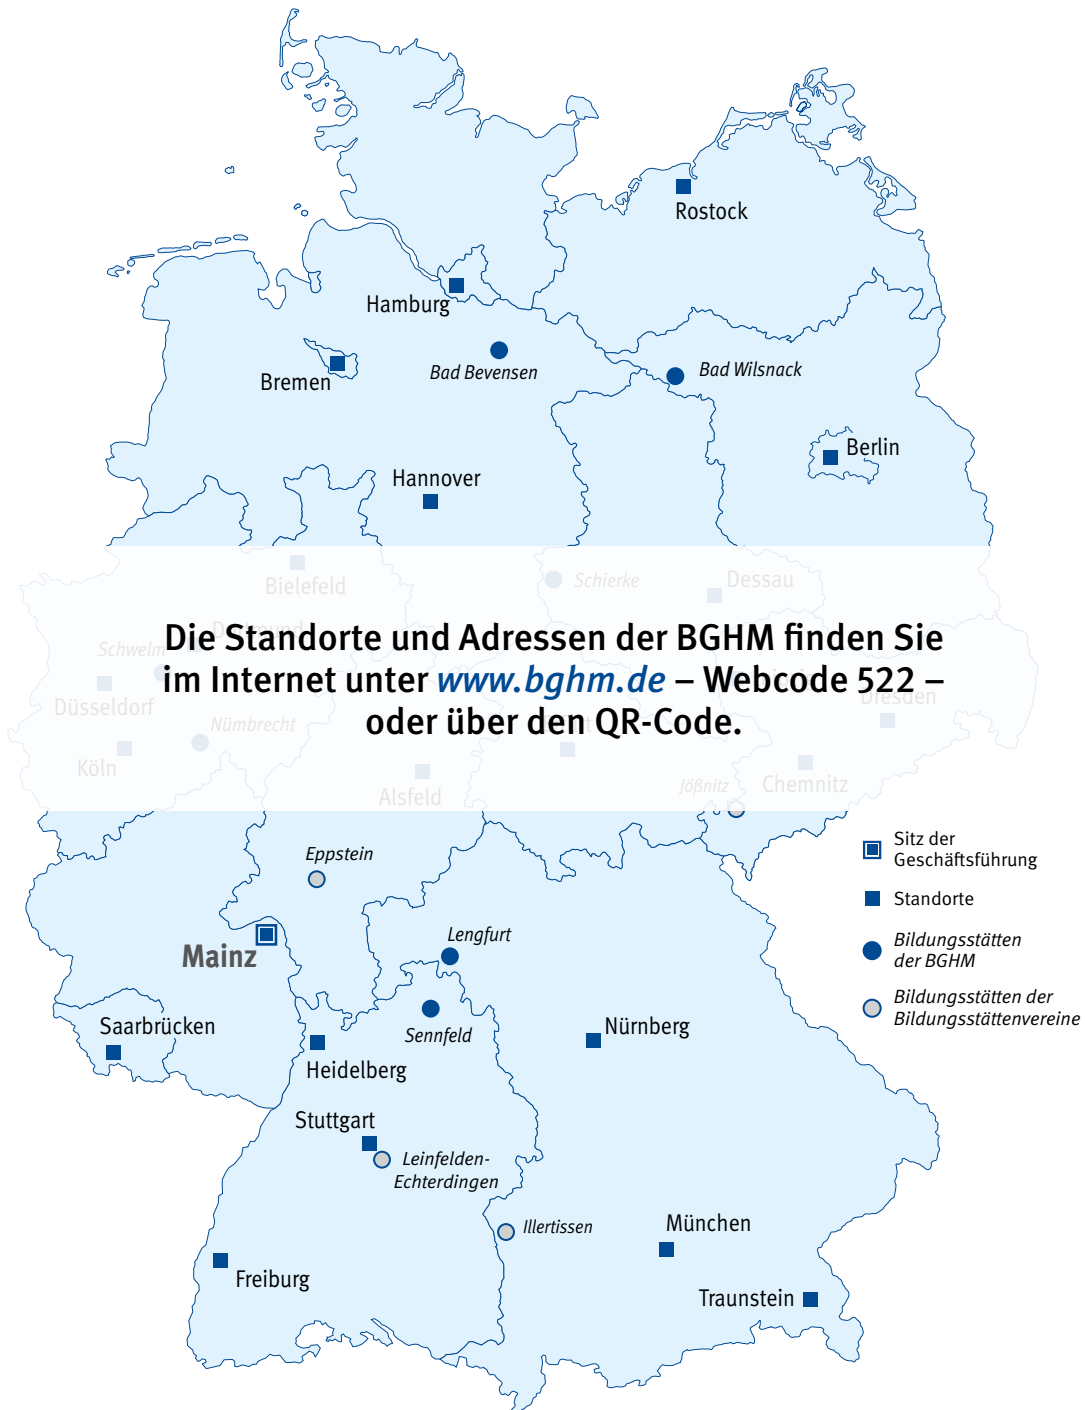 Rostock
Hamburg
Bad Bevensen
Bad Wilsnack
Bremen
Berlin
Hannover
Bielefeld
Schierke
Dessau
Die Standorte und Adressen der BGHM finden Sie
im Internet unter www.bghm.de – Webcode 522 –
oder über den QR-Code.
Schwelm
Düsseldorf
Nümbrecht
Dresden
Köln
Alsfeld
Jößnitz
Chemnitz
Sitz der
Geschäftsführung
Standorte
Bildungsstätten
der BGHM
Bildungsstätten der
Bildungsstättenvereine
Eppstein
Mainz
Lengfurt
Sennfeld
Saarbrücken
Heidelberg
Nürnberg
Stuttgart
Leinfelden-
Echterdingen
Illertissen
München
Freiburg
Traunstein